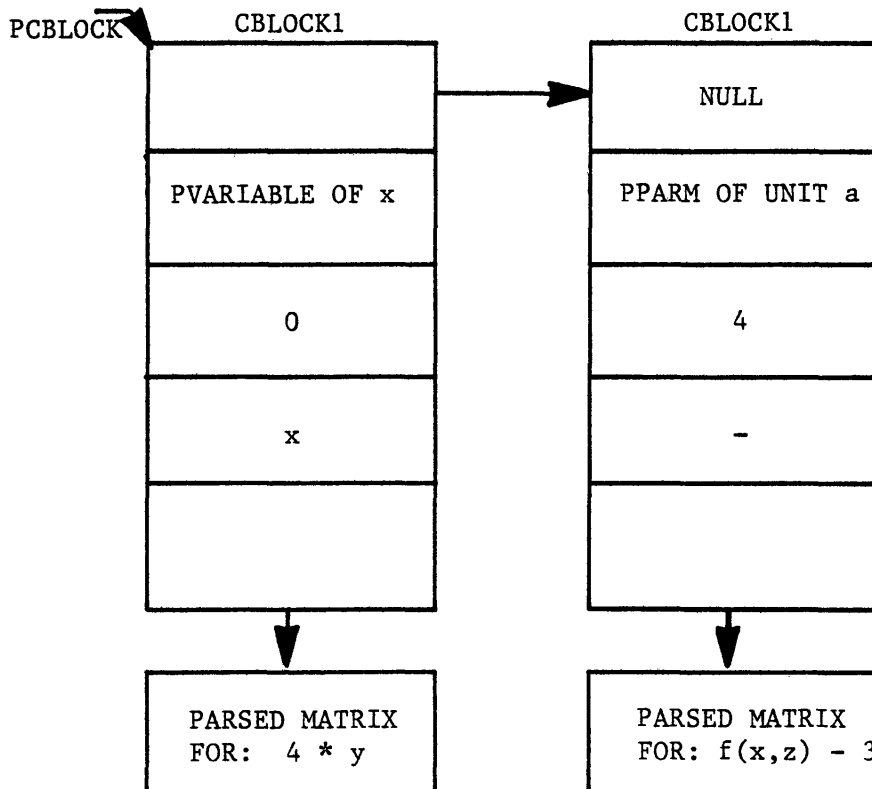 PCBLOCK
CBLOCK1
PVARIABLE OF x
0
x
PARSED MATRIX
FOR: 4 * y
CBLOCK1
NULL
PPARM OF UNIT a
4
-
PARSED MATRIX
FOR: f(x,z) - 3